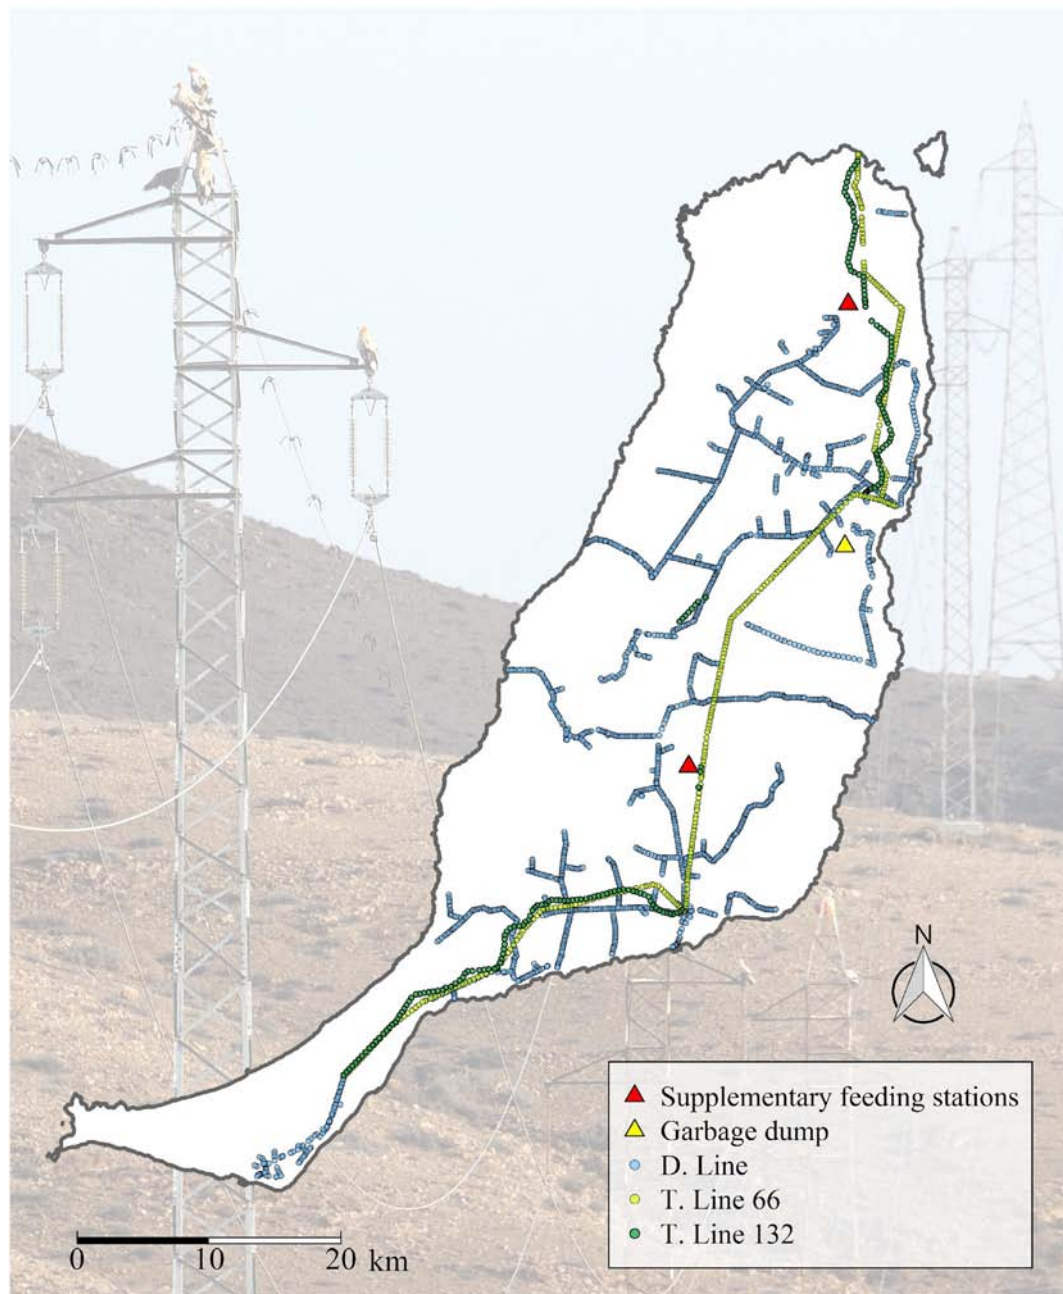 N
Supplementary feeding stations
Garbage dump
D. Line
T. Line 66
T. Line 132
0 10 20 km